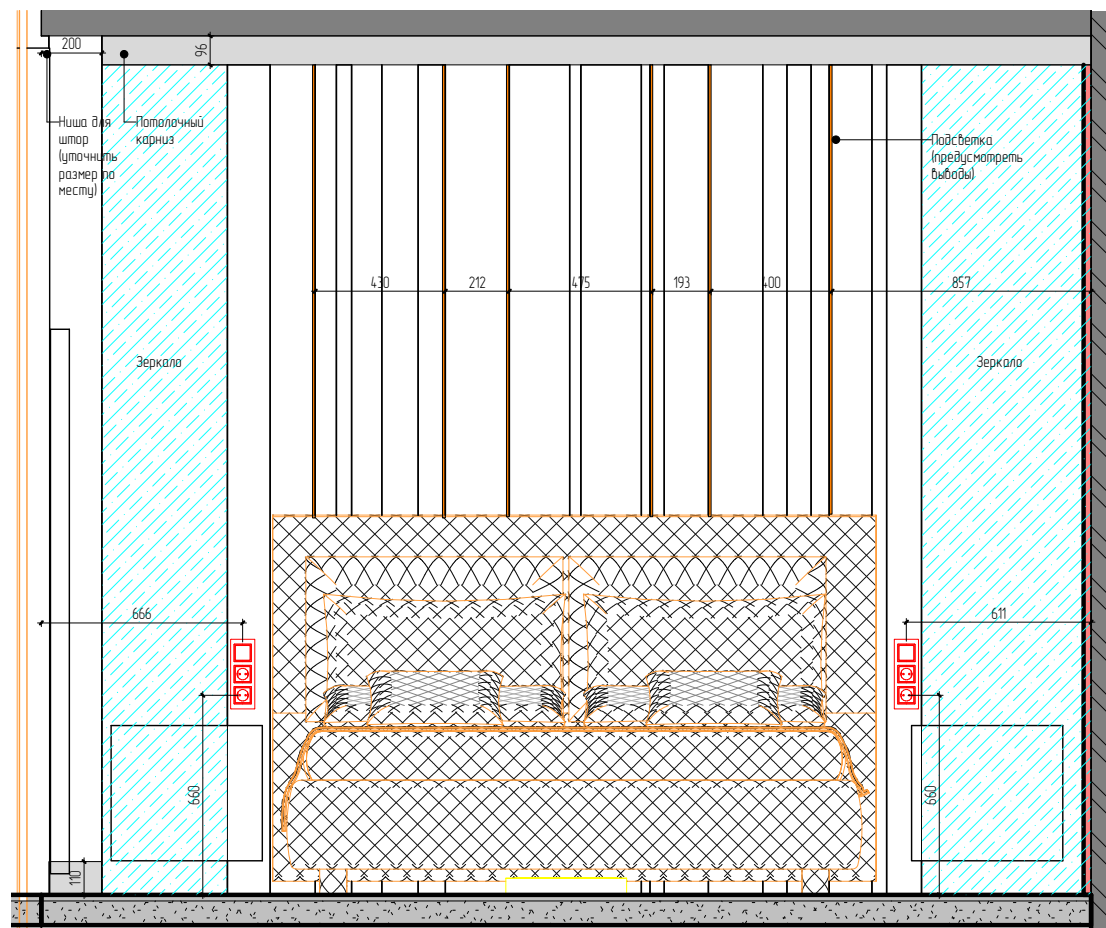 200
96
Ниша для
штор
(уточнить
размер по
месту)
Потолочный
карниз
Подсветка
(предусмотреть
выводы)
430
212
475
193
400
857
Зеркало
Зеркало
666
611
660
660
110